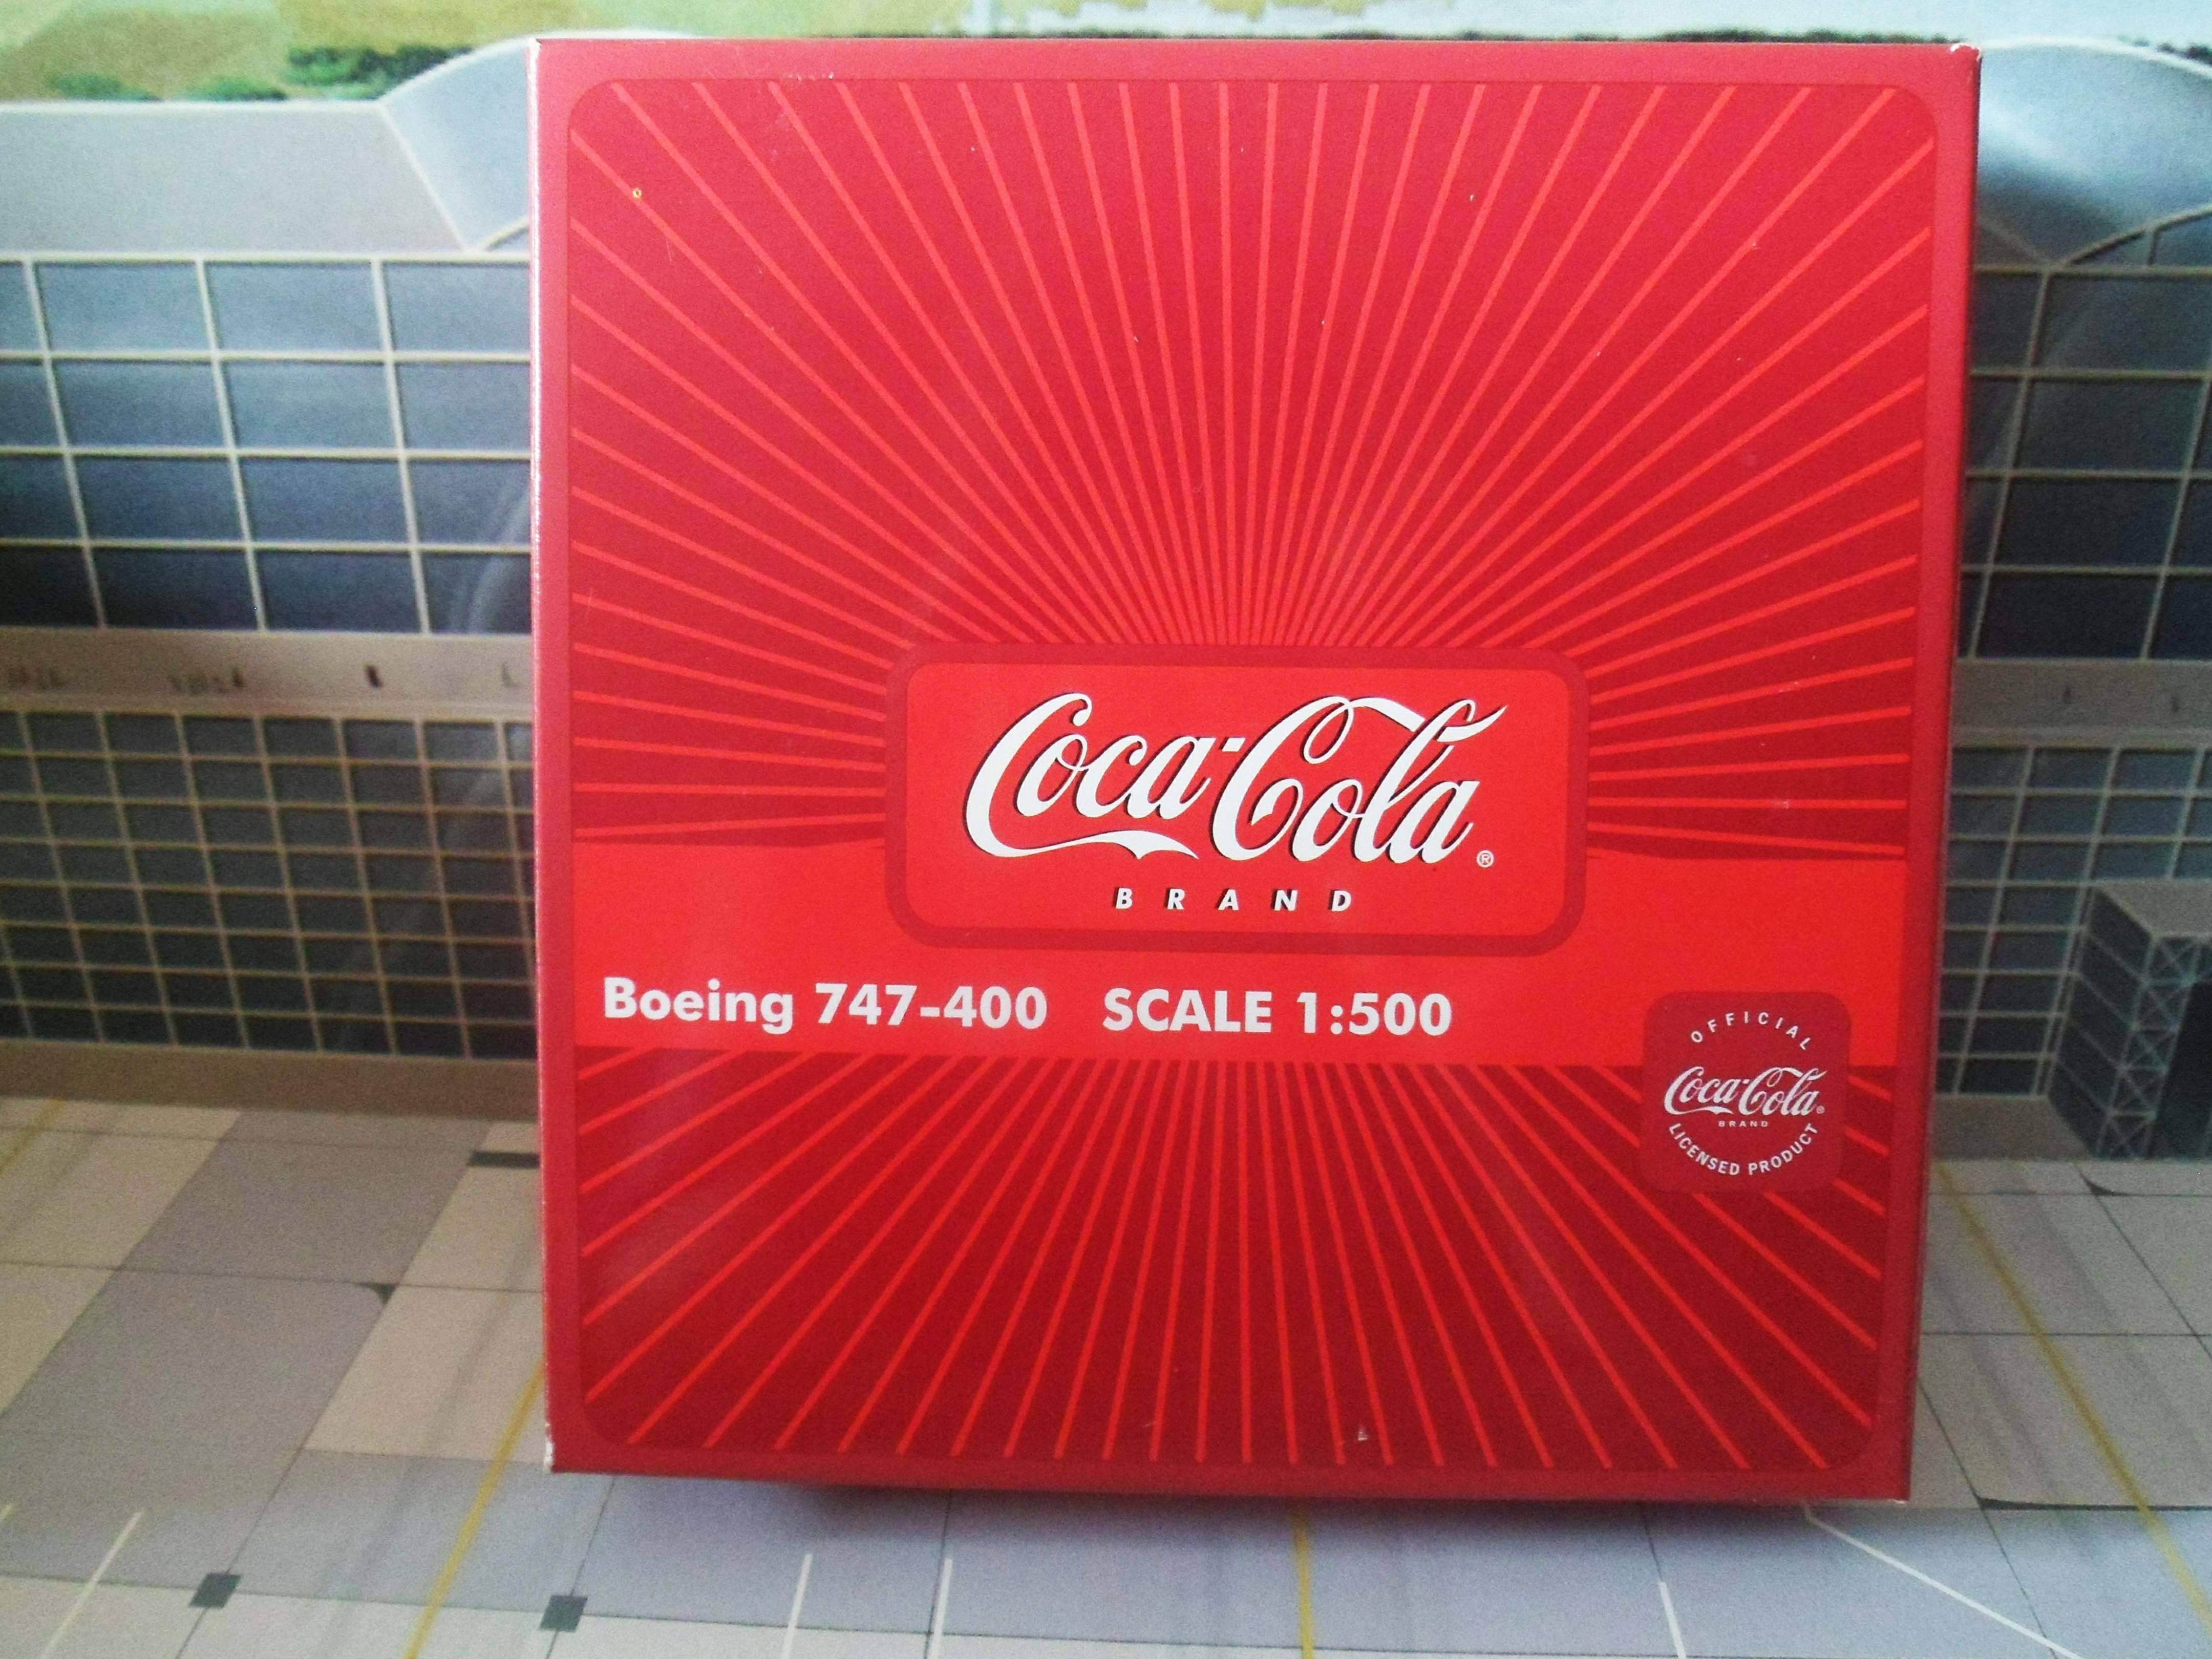 Coca-Cola®
BRAND
Boeing 747-400 SCALE 1:500
OFFICIAL
Coca-Cola®
BRAND
LICENSED PRODUCT